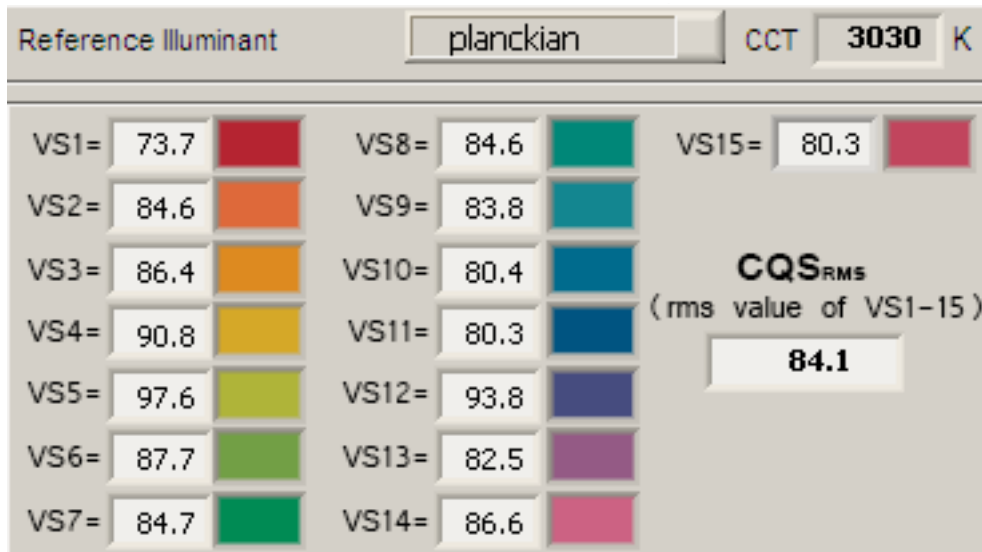 Reference Illuminant planckian CCT 3030 K
VS1= 73.7 VS8= 84.6 VS15= 80.3
VS2= 84.6 VS9= 83.8
VS3= 86.4 VS10= 80.4
VS4= 90.8 VS11= 80.3
VS5= 97.6 VS12= 93.8
VS6= 87.7 VS13= 82.5
VS7= 84.7 VS14= 86.6
CQSRMS
(rms value of VS1-15)
84.1